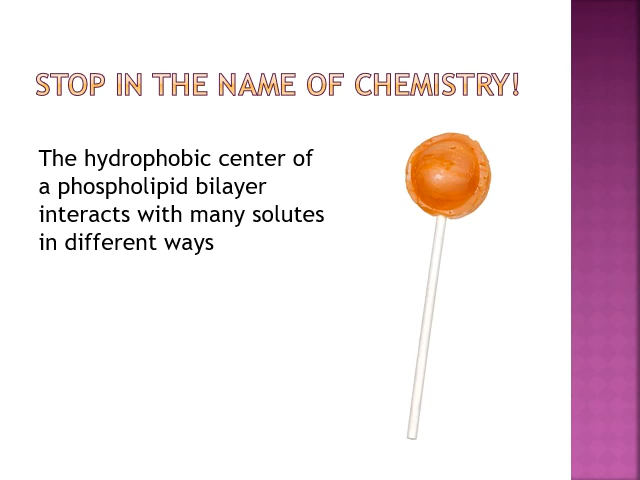 STOP IN THE NAME OF CHEMISTRY!
The hydrophobic center of
a phospholipid bilayer
interacts with many solutes
in different ways